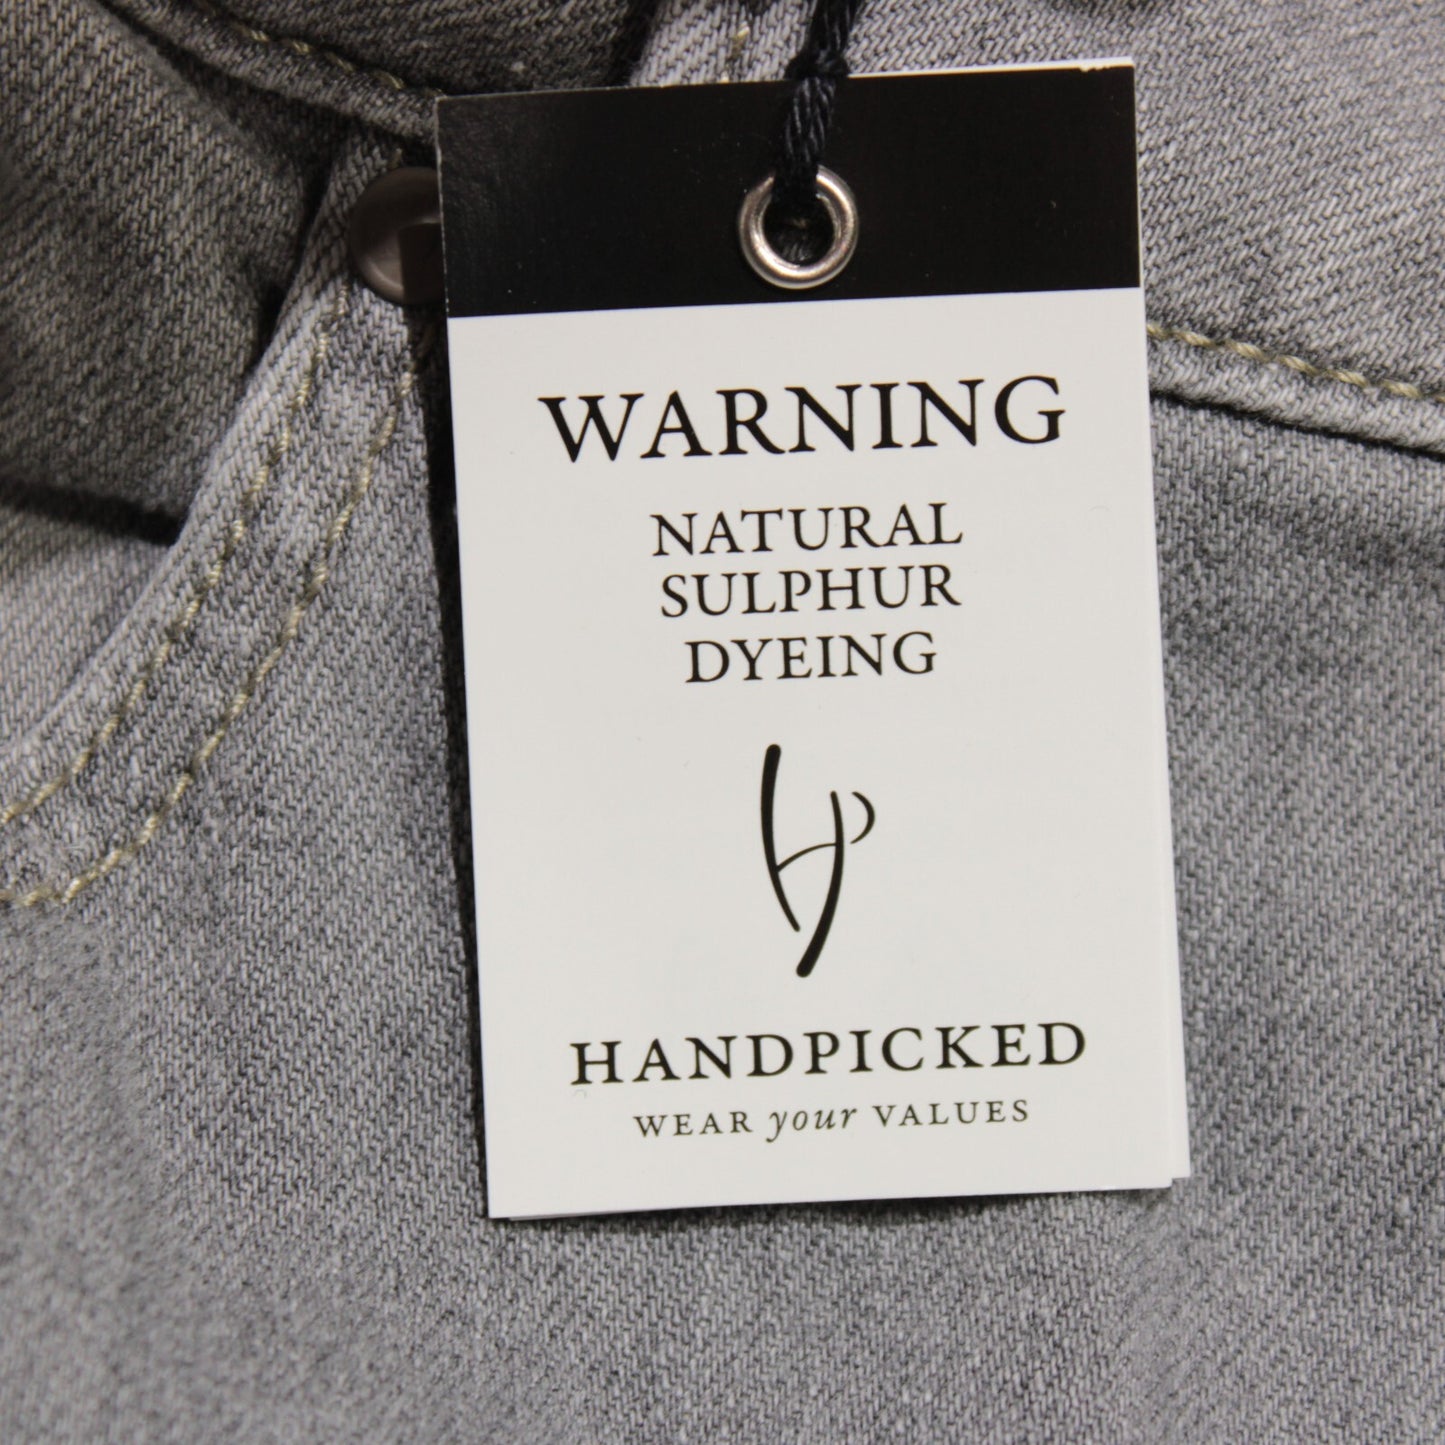 WARNING
NATURAL
SULPHUR
DYEING
HANDPICKED
WEAR your VALUES